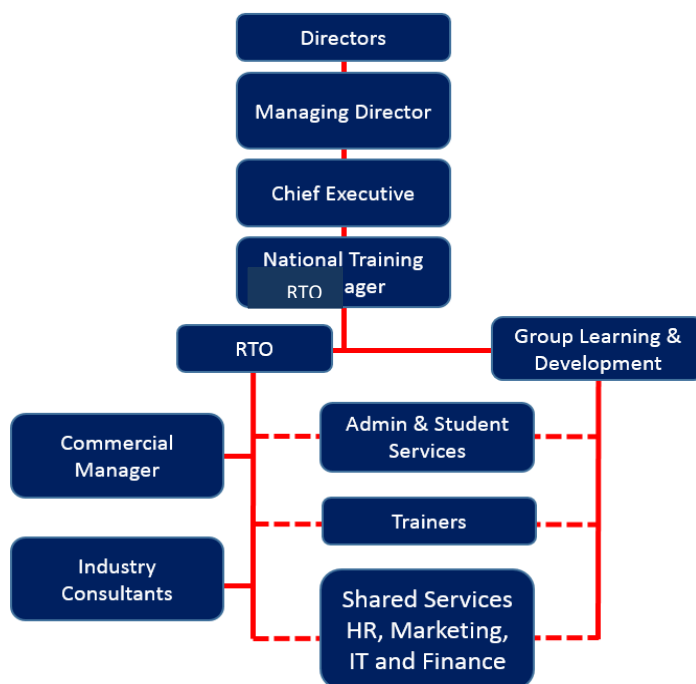 Directors
Managing Director
Chief Executive
National Training
ager
RTO
RTO
Group Learning &
Development
Commercial
Manager
Admin & Student
Services
Trainers
Industry
Consultants
Shared Services
HR, Marketing,
IT and Finance